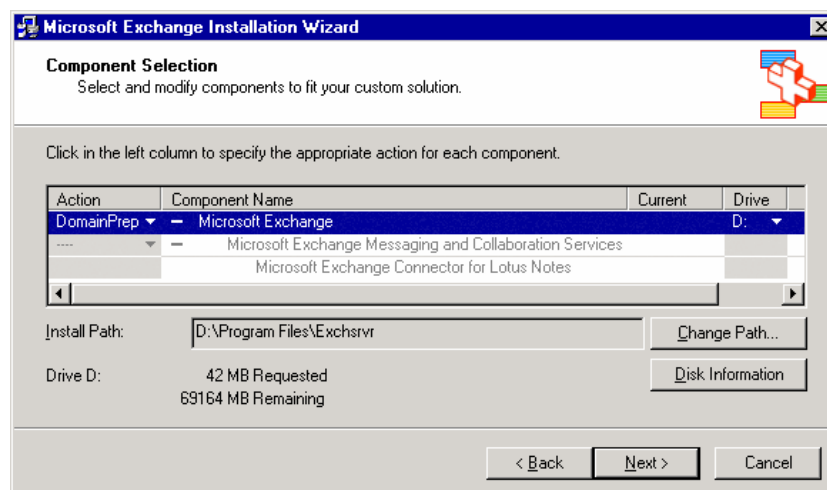 Microsoft Exchange Installation Wizard
Component Selection
Select and modify components to fit your custom solution.
Click in the left column to specify the appropriate action for each component.
Action Component Name Current Drive
DomainPrep Microsoft Exchange D:
---- Microsoft Exchange Messaging and Collaboration Services
Microsoft Exchange Connector for Lotus Notes
Install Path: D:\Program Files\Exchsrvr Change Path...
Drive D: 42 MB Requested Disk Information
69164 MB Remaining
< Back Next > Cancel